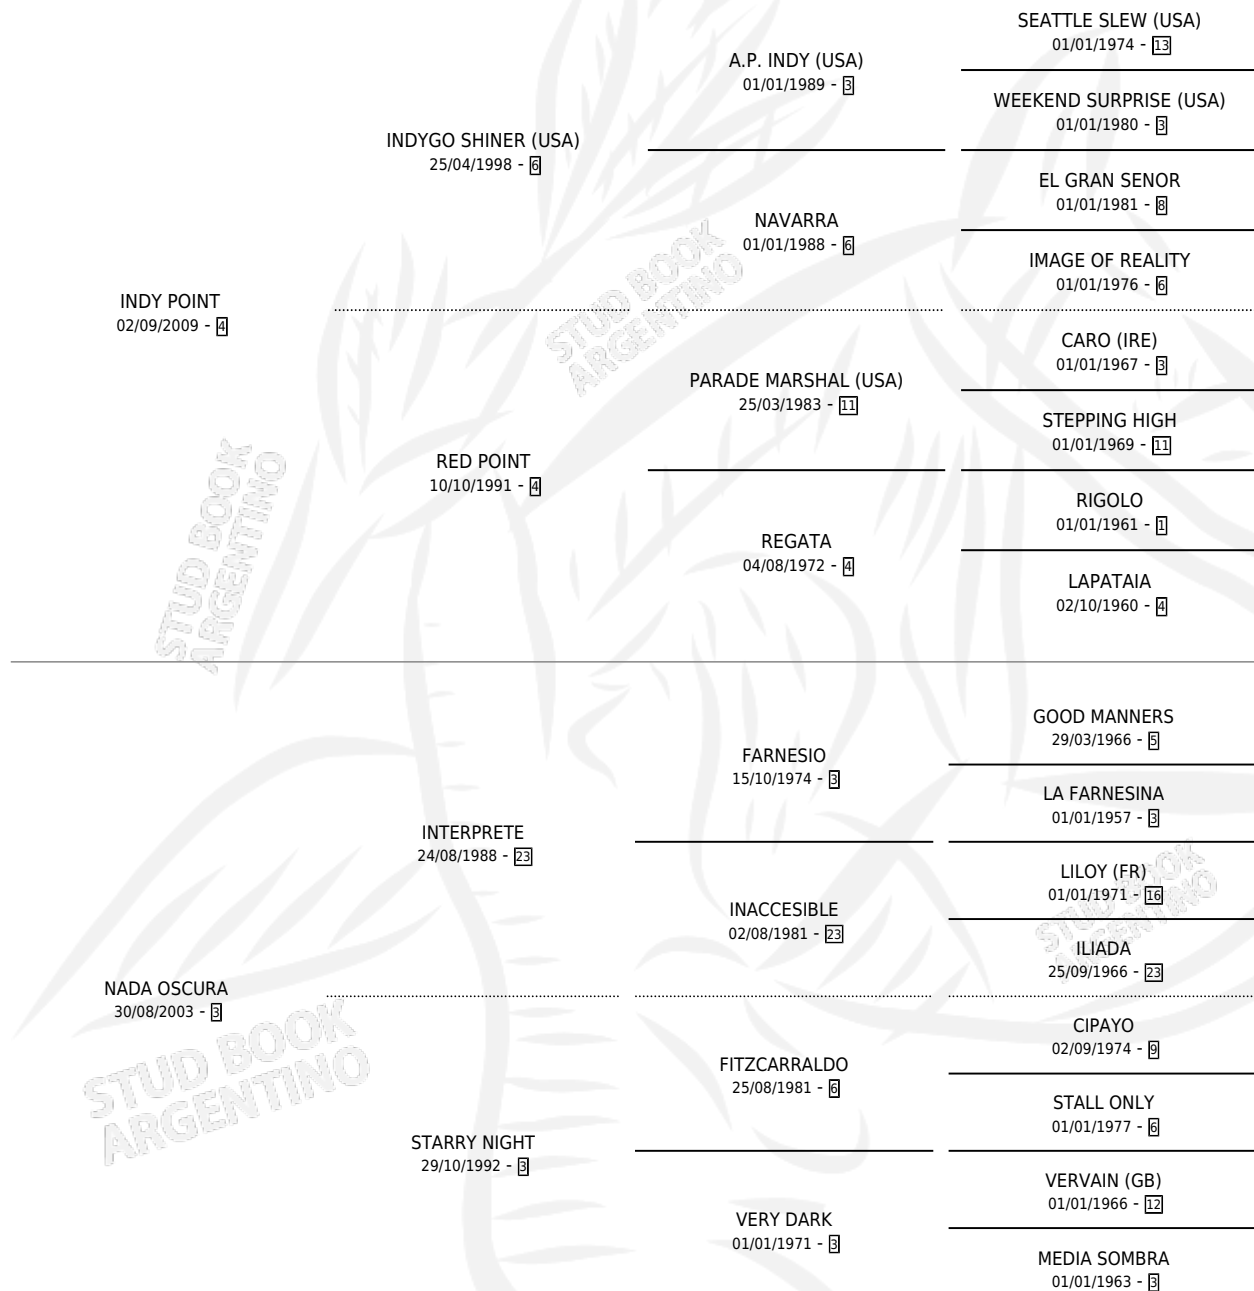 SEATTLE SLEW (USA)
01/01/1974 - 13
A.P. INDY (USA)
01/01/1989 - 3
WEEKEND SURPRISE (USA)
01/01/1980 - 3
INDYGO SHINER (USA)
25/04/1998 - 6
EL GRAN SENOR
01/01/1981 - 8
NAVARRA
01/01/1988 - 6
IMAGE OF REALITY
01/01/1976 - 6
INDY POINT
02/09/2009 - 4
CARO (IRE)
01/01/1967 - 3
PARADE MARSHAL (USA)
25/03/1983 - 11
STEPPING HIGH
01/01/1969 - 11
RED POINT
10/10/1991 - 4
RIGOLO
01/01/1961 - 1
REGATA
04/08/1972 - 4
LAPATAIA
02/10/1960 - 4
GOOD MANNERS
29/03/1966 - 5
FARNESIO
15/10/1974 - 3
LA FARNESINA
01/01/1957 - 3
INTERPRETE
24/08/1988 - 23
LILOY (FR)
01/01/1971 - 16
INACCESIBLE
02/08/1981 - 23
ILIADA
25/09/1966 - 23
NADA OSCURA
30/08/2003 - 3
CIPAYO
02/09/1974 - 9
FITZCARRALDO
25/08/1981 - 6
STALL ONLY
01/01/1977 - 6
STARRY NIGHT
29/10/1992 - 3
VERVAIN (GB)
01/01/1966 - 12
VERY DARK
01/01/1971 - 3
MEDIA SOMBRA
01/01/1963 - 3
STUD BOOK
ARGENTINO
STUD BOOK
ARGENTINO
STUD BOOK
ARGENTINO
STUD BOOK
ARGENTINO